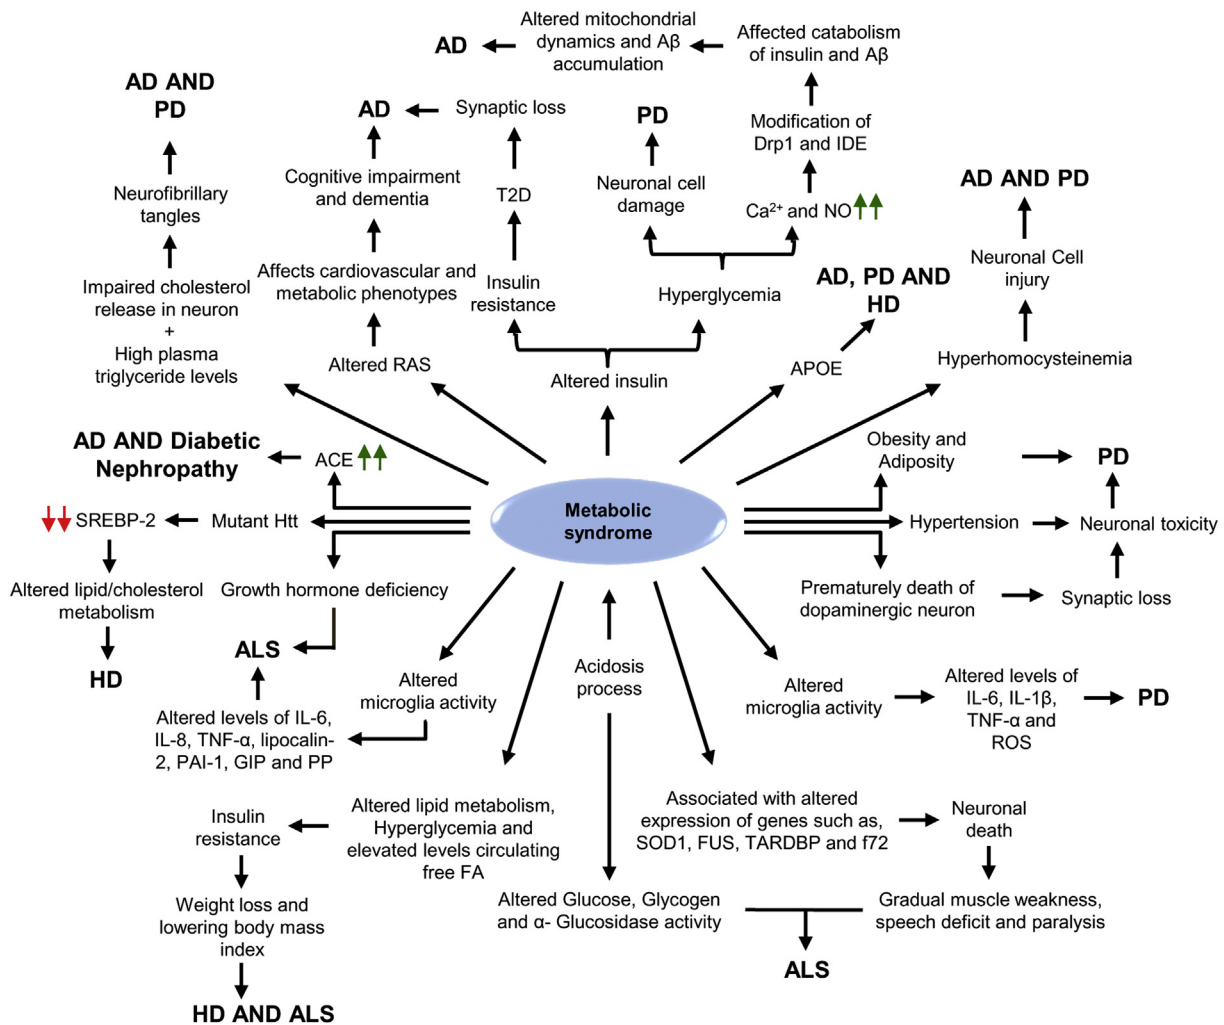 Altered mitochondrial
dynamics and Aβ
accumulation
AD
Affected catabolism
of insulin and Aβ
AD AND
PD
AD
Synaptic loss
PD
Modification of
Drp1 and IDE
Neurofibrillary
tangles
Cognitive impairment
and dementia
T2D
Neuronal cell
damage
Ca²⁺ and NO
AD AND PD
Impaired cholesterol
release in neuron
+
High plasma
triglyceride levels
Affects cardiovascular and
metabolic phenotypes
Insulin
resistance
Hyperglycemia
AD, PD AND
HD
Neuronal Cell
injury
Altered RAS
Altered insulin
APOE
Hyperhomocysteinemia
AD AND Diabetic
Nephropathy
ACE
Obesity and
Adiposity
PD
SREBP-2
Mutant Htt
Metabolic
syndrome
Hypertension
Neuronal toxicity
Altered lipid/cholesterol
metabolism
Growth hormone deficiency
Prematurely death of
dopaminergic neuron
Synaptic loss
HD
ALS
Altered
microglia activity
Acidosis
process
Altered
microglia activity
Altered levels of
IL-6, IL-1β,
TNF-α and
ROS
PD
Altered levels of IL-6,
IL-8, TNF-α, lipocalin-
2, PAI-1, GIP and PP
Insulin
resistance
Altered lipid metabolism,
Hyperglycemia and
elevated levels circulating
free FA
Associated with altered
expression of genes such as,
SOD1, FUS, TARDBP and f72
Neuronal
death
Weight loss and
lowering body mass
index
Altered Glucose, Glycogen
and α- Glucosidase activity
Gradual muscle weakness,
speech deficit and paralysis
ALS
HD AND ALS